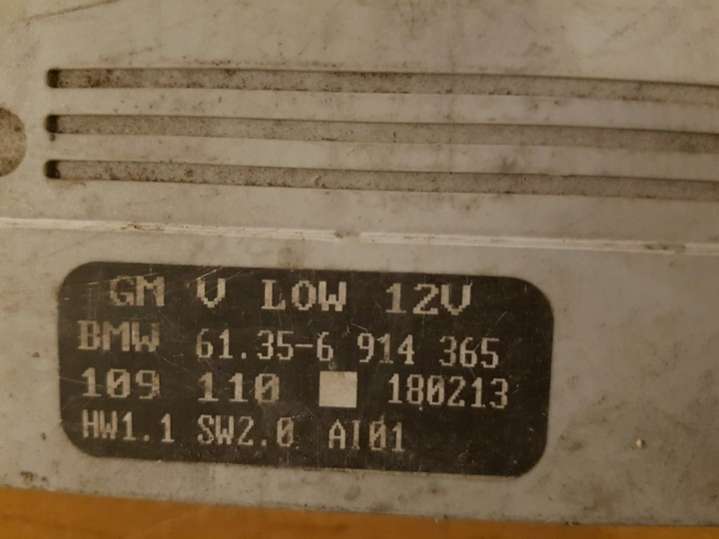 GM V LOW 12V
BMW 61.35-6 914 365
109 110 180213
HW1.1 SW2.0 AI01